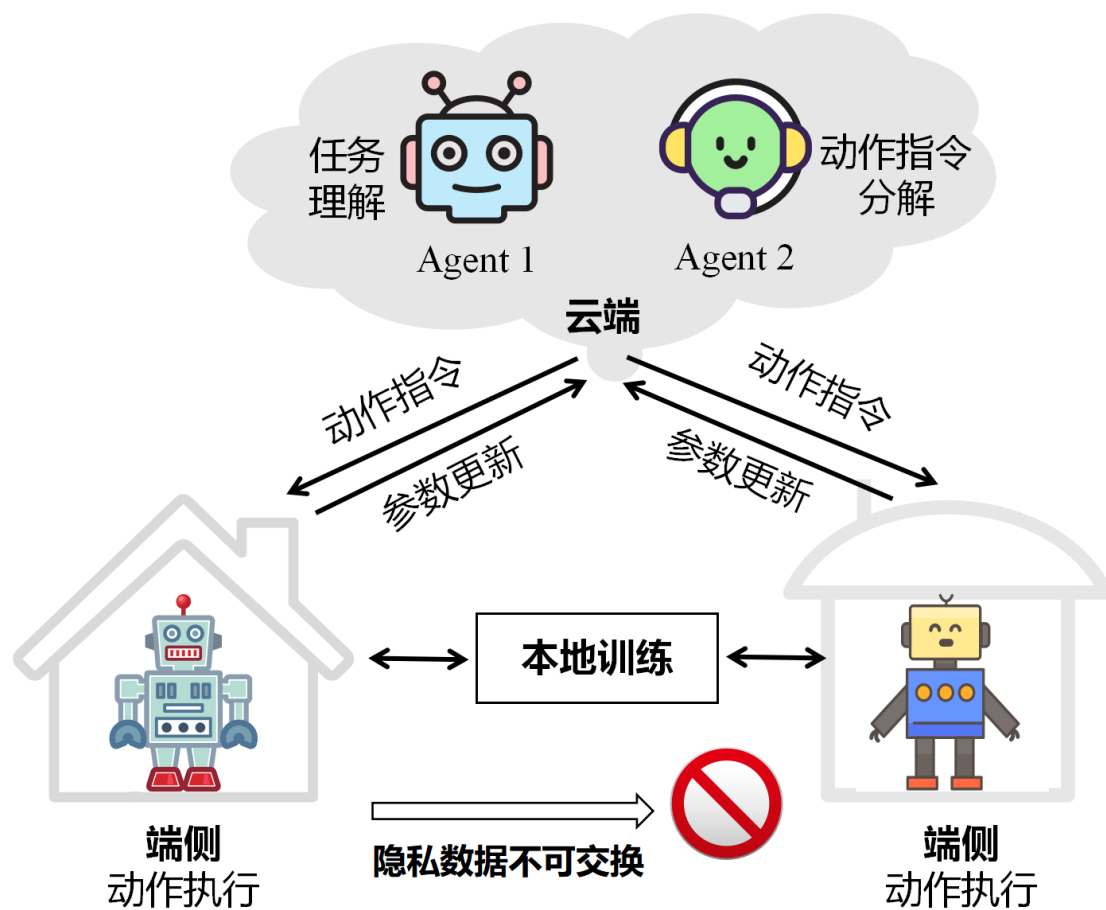 任务
理解
Agent 1
动作指令
分解
Agent 2
云端
动作指令
参数更新
动作指令
参数更新
本地训练
隐私数据不可交换
端侧
动作执行
端侧
动作执行